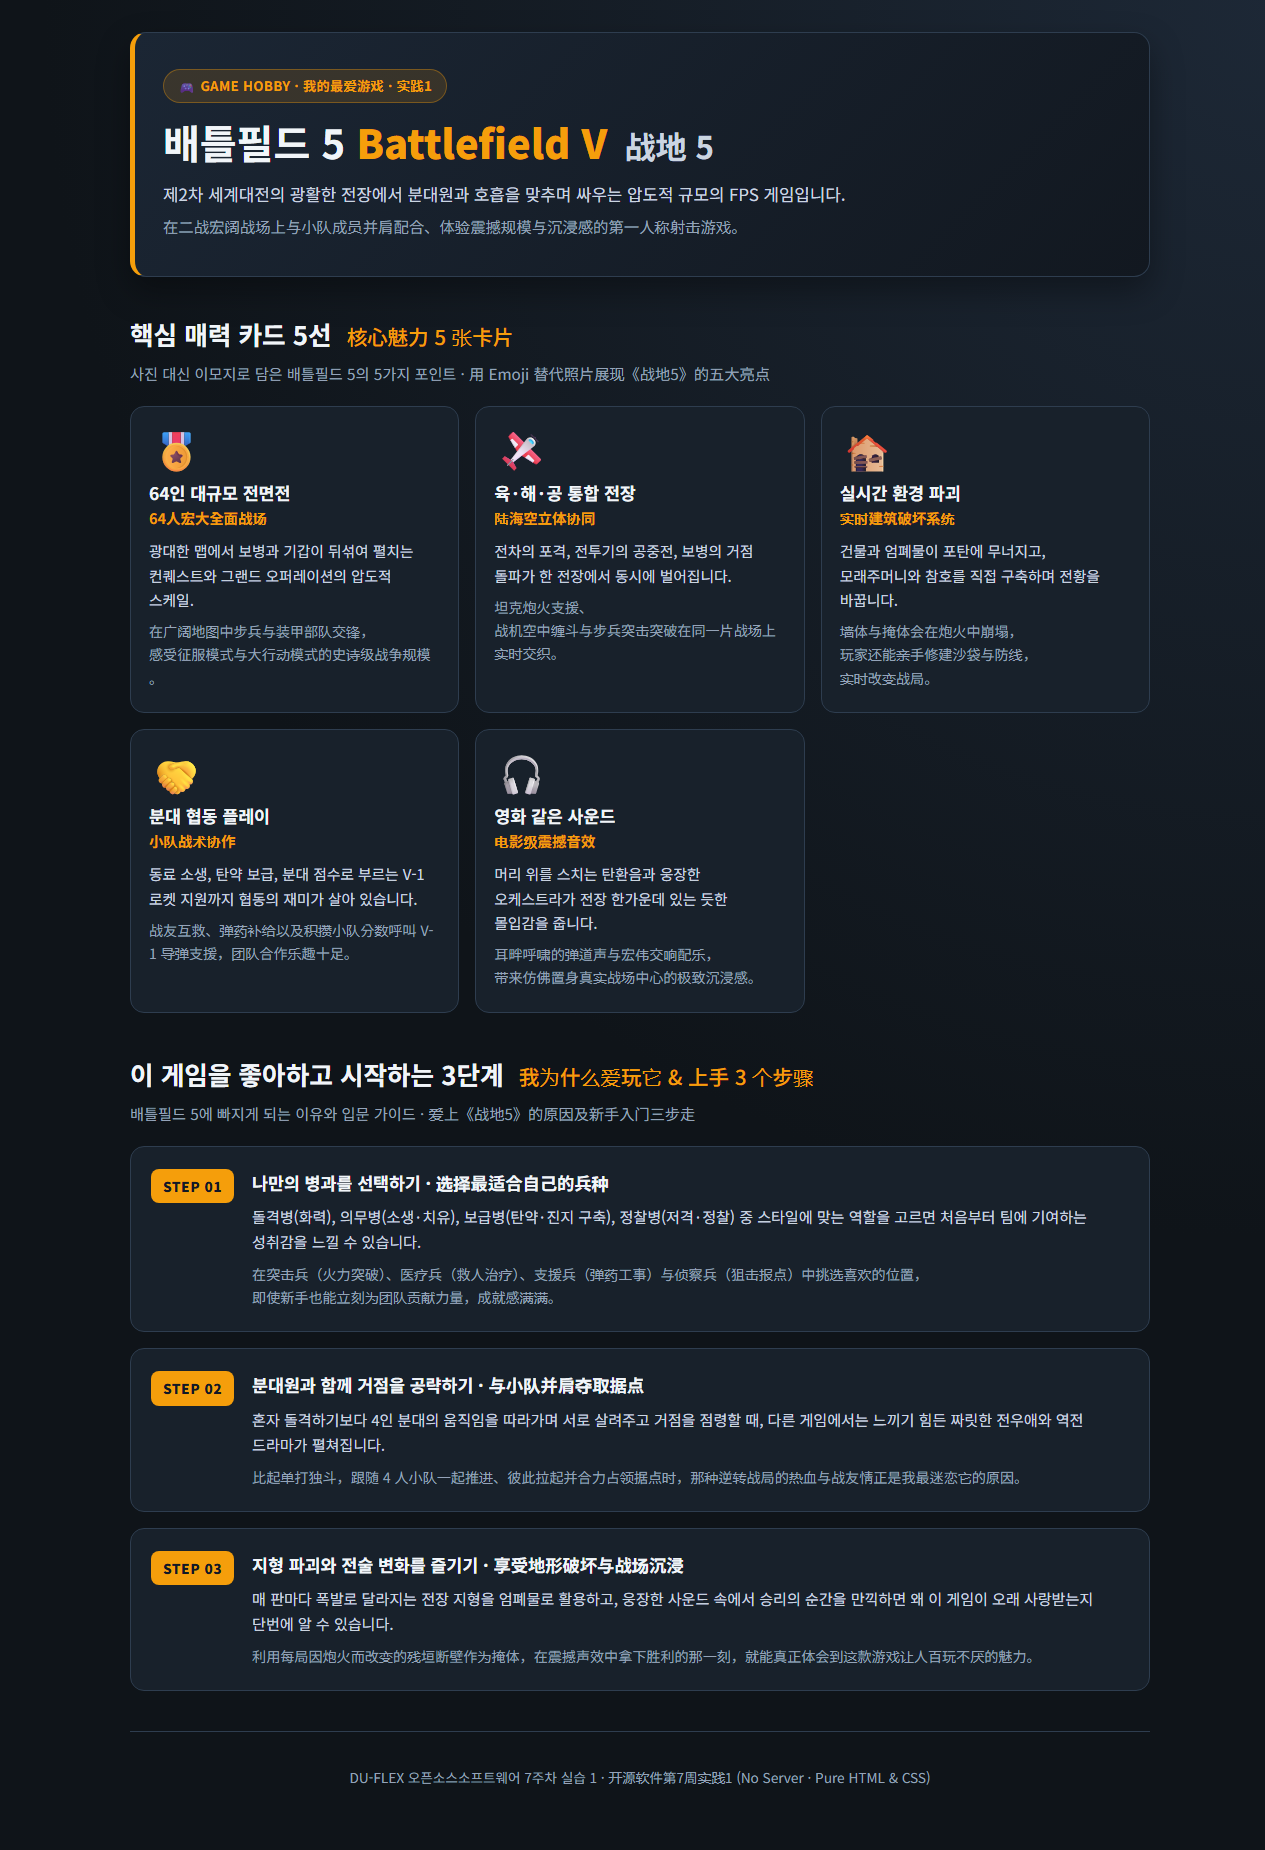 GAME HOBBY · 我的最爱游戏 · 实践1
배틀필드 5 Battlefield V 战地 5
제2차 세계대전의 광활한 전장에서 분대원과 호흡을 맞추며 싸우는 압도적 규모의 FPS 게임입니다.
在二战宏阔战场上与小队成员并肩配合、体验震撼规模与沉浸感的第一人称射击游戏。
핵심 매력 카드 5선 核心魅力 5 张卡片
사진 대신 이모지로 담은 배틀필드 5의 5가지 포인트 · 用 Emoji 替代照片展现《战地5》的五大亮点
64인 대규모 전면전
64人宏大全面战场
광대한 맵에서 보병과 기갑이 뒤섞여 펼치는
컨퀘스트와 그랜드 오퍼레이션의 압도적
스케일.
在广阔地图中步兵与装甲部队交锋，
感受征服模式与大行动模式的史诗级战争规模
。
육·해·공 통합 전장
陆海空立体协同
전차의 포격, 전투기의 공중전, 보병의 거점
돌파가 한 전장에서 동시에 벌어집니다.
坦克炮火支援、
战机空中缠斗与步兵突击突破在同一片战场上
实时交织。
실시간 환경 파괴
实时建筑破坏系统
건물과 엄폐물이 포탄에 무너지고,
모래주머니와 참호를 직접 구축하며 전황을
바꿉니다.
墙体与掩体会在炮火中崩塌，
玩家还能亲手修建沙袋与防线，
实时改变战局。
분대 협동 플레이
小队战术协作
동료 소생, 탄약 보급, 분대 점수로 부르는 V-1
로켓 지원까지 협동의 재미가 살아 있습니다.
战友互救、弹药补给以及积攒小队分数呼叫 V-
1 导弹支援，团队合作乐趣十足。
영화 같은 사운드
电影级震撼音效
머리 위를 스치는 탄환음과 웅장한
오케스트라가 전장 한가운데 있는 듯한
몰입감을 줍니다.
耳畔呼啸的弹道声与宏伟交响配乐，
带来仿佛置身真实战场中心的极致沉浸感。
이 게임을 좋아하고 시작하는 3단계 我为什么爱玩它 & 上手 3 个步骤
배틀필드 5에 빠지게 되는 이유와 입문 가이드 · 爱上《战地5》的原因及新手入门三步走
STEP 01
나만의 병과를 선택하기 · 选择最适合自己的兵种
돌격병(화력), 의무병(소생·치유), 보급병(탄약·진지 구축), 정찰병(저격·정찰) 중 스타일에 맞는 역할을 고르면 처음부터 팀에 기여하는
성취감을 느낄 수 있습니다.
在突击兵（火力突破）、医疗兵（救人治疗）、支援兵（弹药工事）与侦察兵（狙击报点）中挑选喜欢的位置，
即使新手也能立刻为团队贡献力量，成就感满满。
STEP 02
분대원과 함께 거점을 공략하기 · 与小队并肩夺取据点
혼자 돌격하기보다 4인 분대의 움직임을 따라가며 서로 살려주고 거점을 점령할 때, 다른 게임에서는 느끼기 힘든 짜릿한 전우애와 역전
드라마가 펼쳐집니다.
比起单打独斗，跟随 4 人小队一起推进、彼此拉起并合力占领据点时，那种逆转战局的热血与战友情正是我最迷恋它的原因。
STEP 03
지형 파괴와 전술 변화를 즐기기 · 享受地形破坏与战场沉浸
매 판마다 폭발로 달라지는 전장 지형을 엄폐물로 활용하고, 웅장한 사운드 속에서 승리의 순간을 만끽하면 왜 이 게임이 오래 사랑받는지
단번에 알 수 있습니다.
利用每局因炮火而改变的残垣断壁作为掩体，在震撼声效中拿下胜利的那一刻，就能真正体会到这款游戏让人百玩不厌的魅力。
DU-FLEX 오픈소스소프트웨어 7주차 실습 1 · 开源软件第7周实践1 (No Server · Pure HTML & CSS)